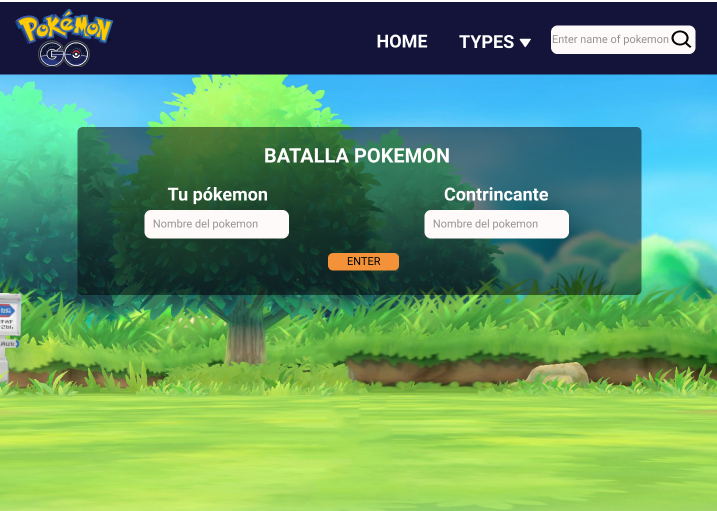 POKéMON
GO
HOME
TYPES
Enter name of pokemon
BATALLA POKEMON
Tu pókemon
Contrincante
Nombre del pokemon
Nombre del pokemon
ENTER